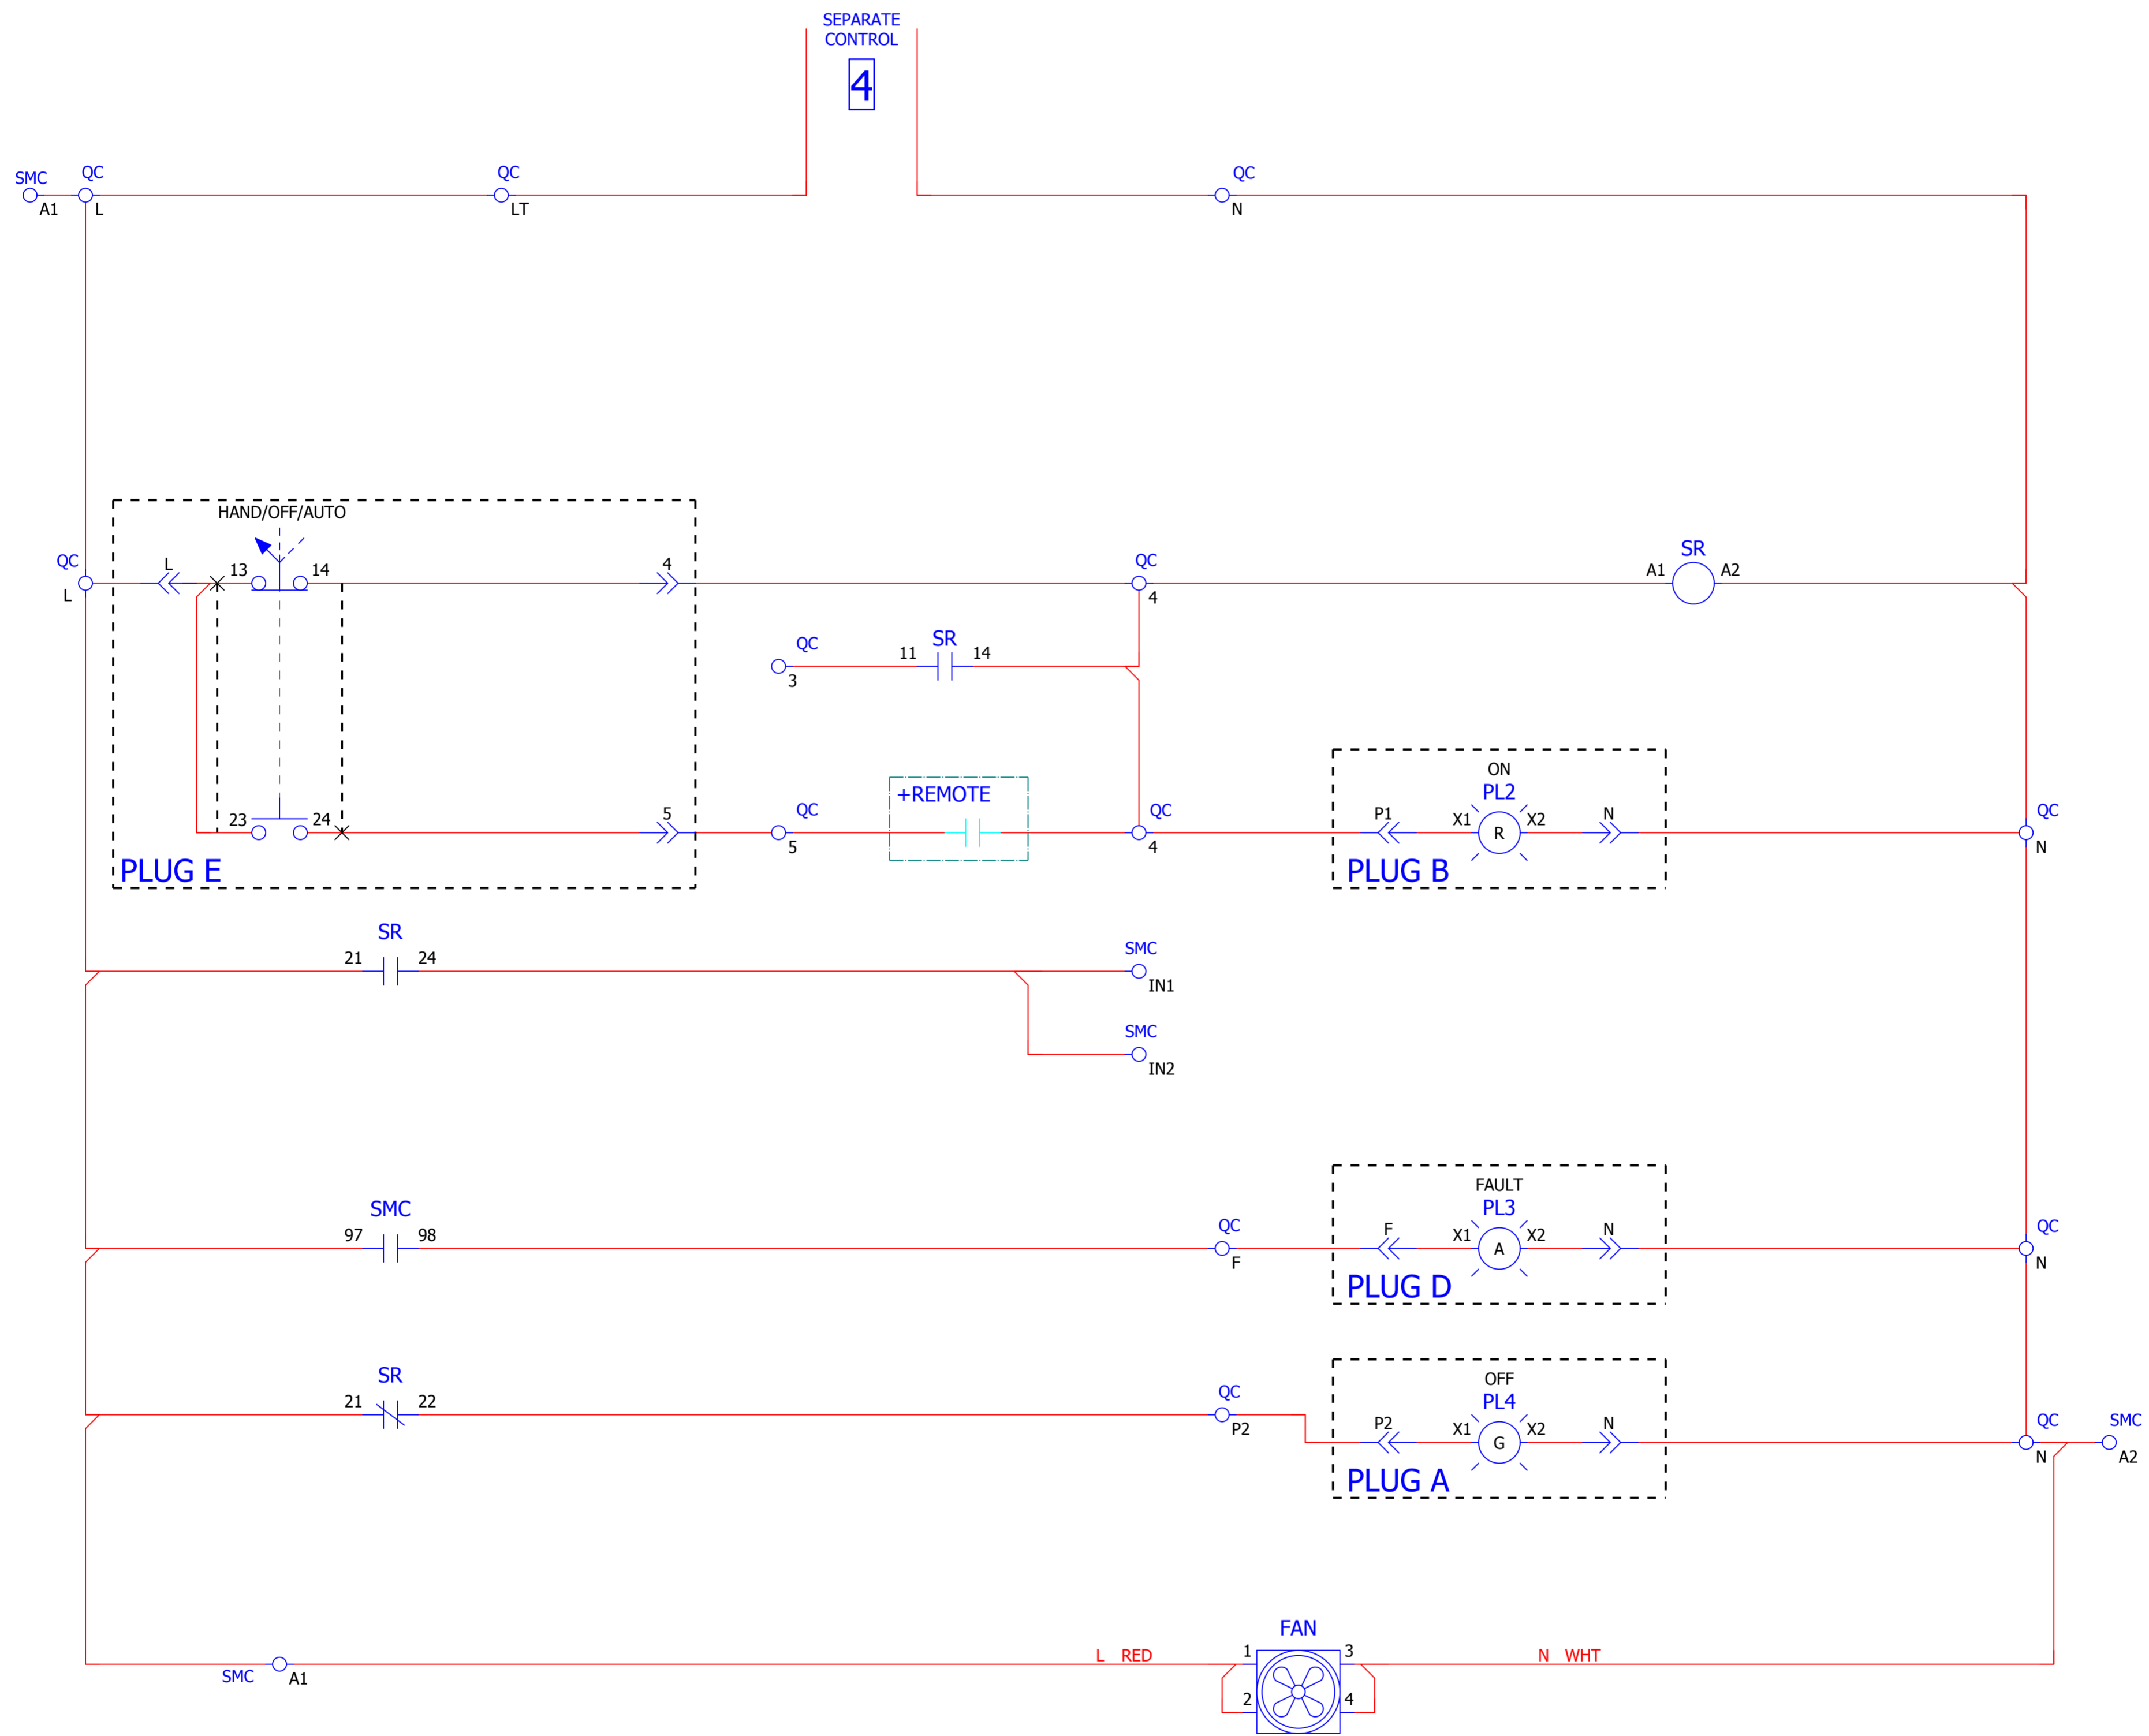 SEPARATE
CONTROL
4
SMC
A1
QC
L
QC
LT
QC
N
HAND/OFF/AUTO
QC
L
L
13
14
4
QC
4
SR
A1
A2
QC
3
SR
11
14
23
24
5
PLUG E
QC
5
+REMOTE
QC
4
ON
PL2
P1
X1
R
X2
N
PLUG B
QC
N
SR
21
24
SMC
IN1
SMC
IN2
SMC
97
98
QC
F
FAULT
PL3
F
X1
A
X2
N
PLUG D
QC
N
SR
21
22
QC
P2
OFF
PL4
P2
X1
G
X2
N
PLUG A
QC
N
SMC
A2
SMC
A1
L RED
FAN
1
2
3
4
N WHT